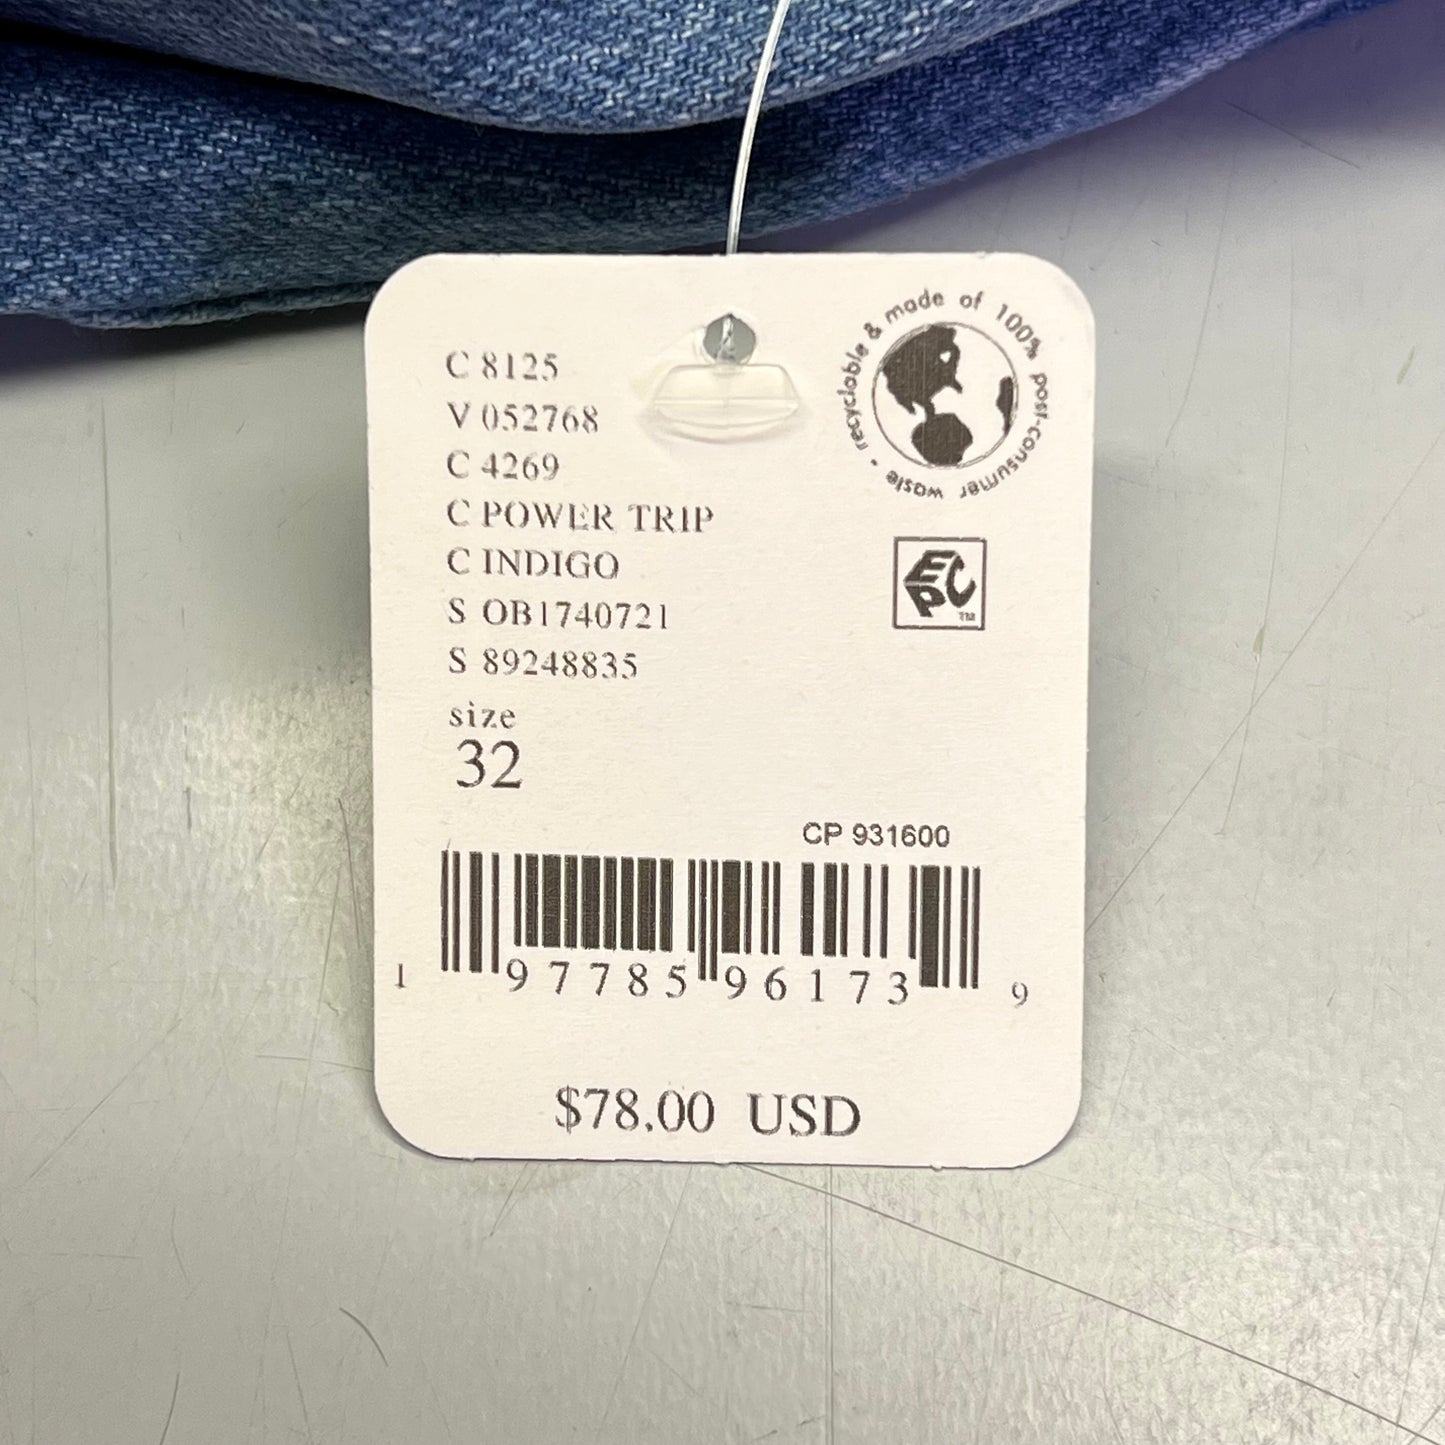 C 8125
V 052768
C 4269
C POWER TRIP
C INDIGO
S OB1740721
S 89248835
size
32
recyclable & made of 100% post-consumer waste •
EPC TM
CP 931600
1 97785 96173 9
$78.00 USD